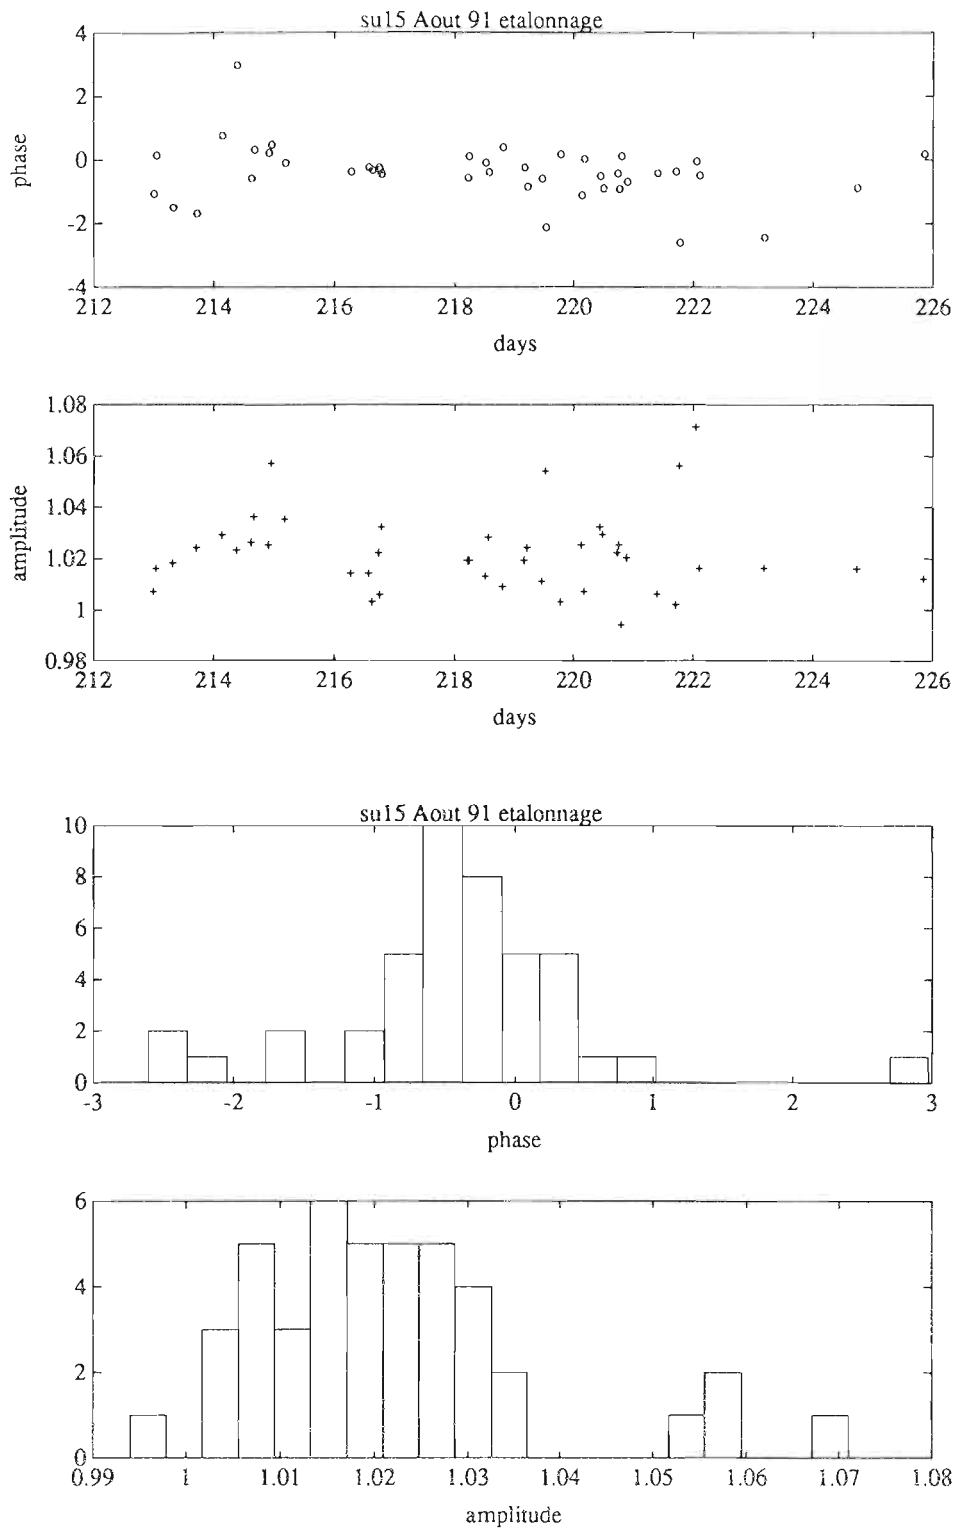 su15 Aout 91 etalonnage
4
2
0
-2
-4
phase
212 214 216 218 220 222 224 226
days
1.08
1.06
1.04
1.02
1
0.98
amplitude
212 214 216 218 220 222 224 226
days
su15 Aout 91 etalonnage
10
8
6
4
2
0
-3 -2 -1 0 1 2 3
phase
6
4
2
0
0.99 1 1.01 1.02 1.03 1.04 1.05 1.06 1.07 1.08
amplitude